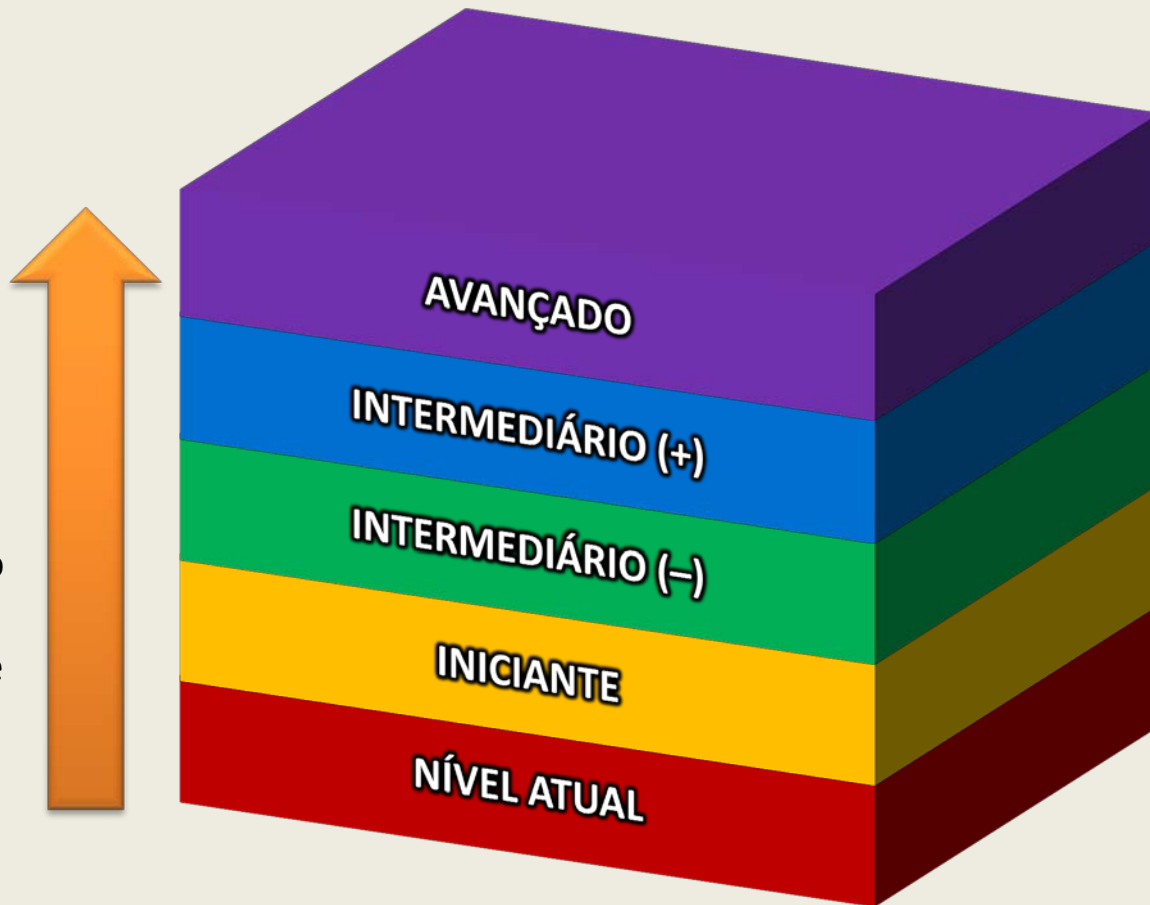 AVANÇADO
INTERMEDIÁRIO (+)
INTERMEDIÁRIO (–)
INICIANTE
NÍVEL ATUAL